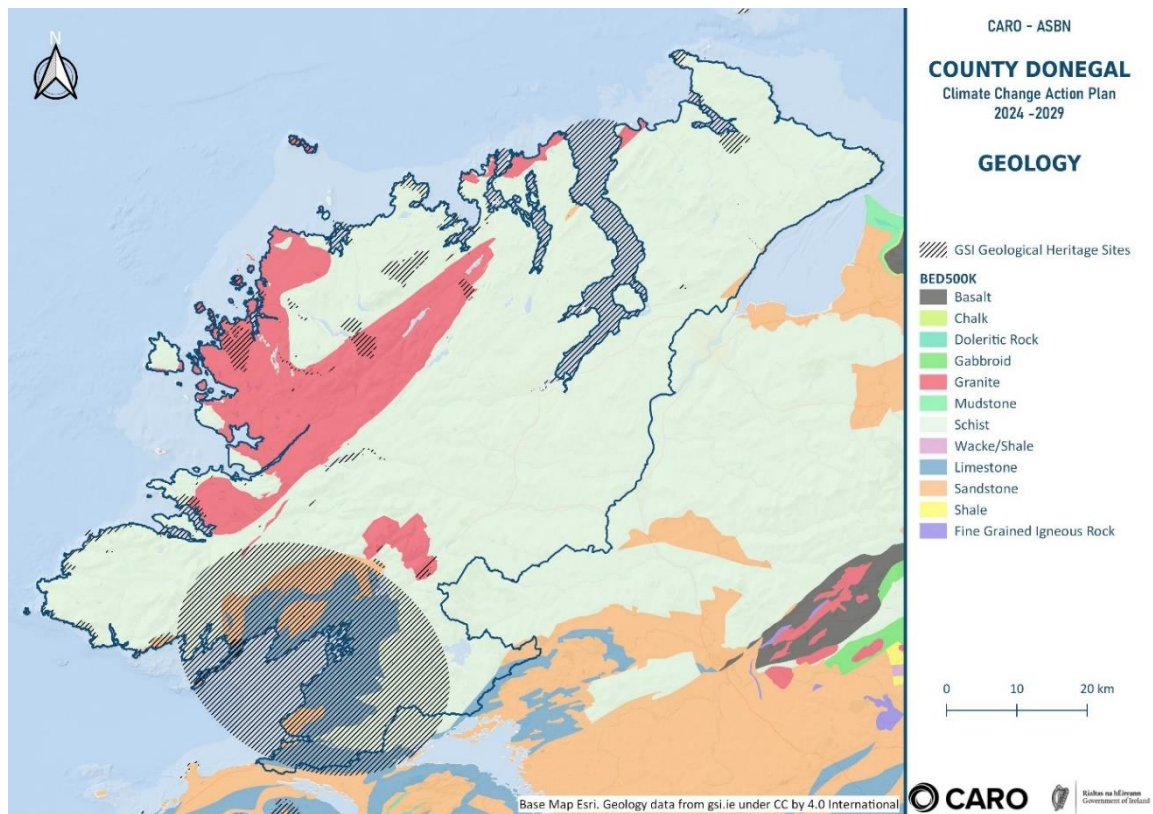 N
CARO - ASBN
COUNTY DONEGAL
Climate Change Action Plan
2024 -2029
GEOLOGY
GSI Geological Heritage Sites
BED500K
Basalt
Chalk
Doleritic Rock
Gabbroid
Granite
Mudstone
Schist
Wacke/Shale
Limestone
Sandstone
Shale
Fine Grained Igneous Rock
0 10 20 km
Base Map Esri. Geology data from gsi.ie under CC by 4.0 International
CARO
Rialtas na hÉireann
Government of Ireland